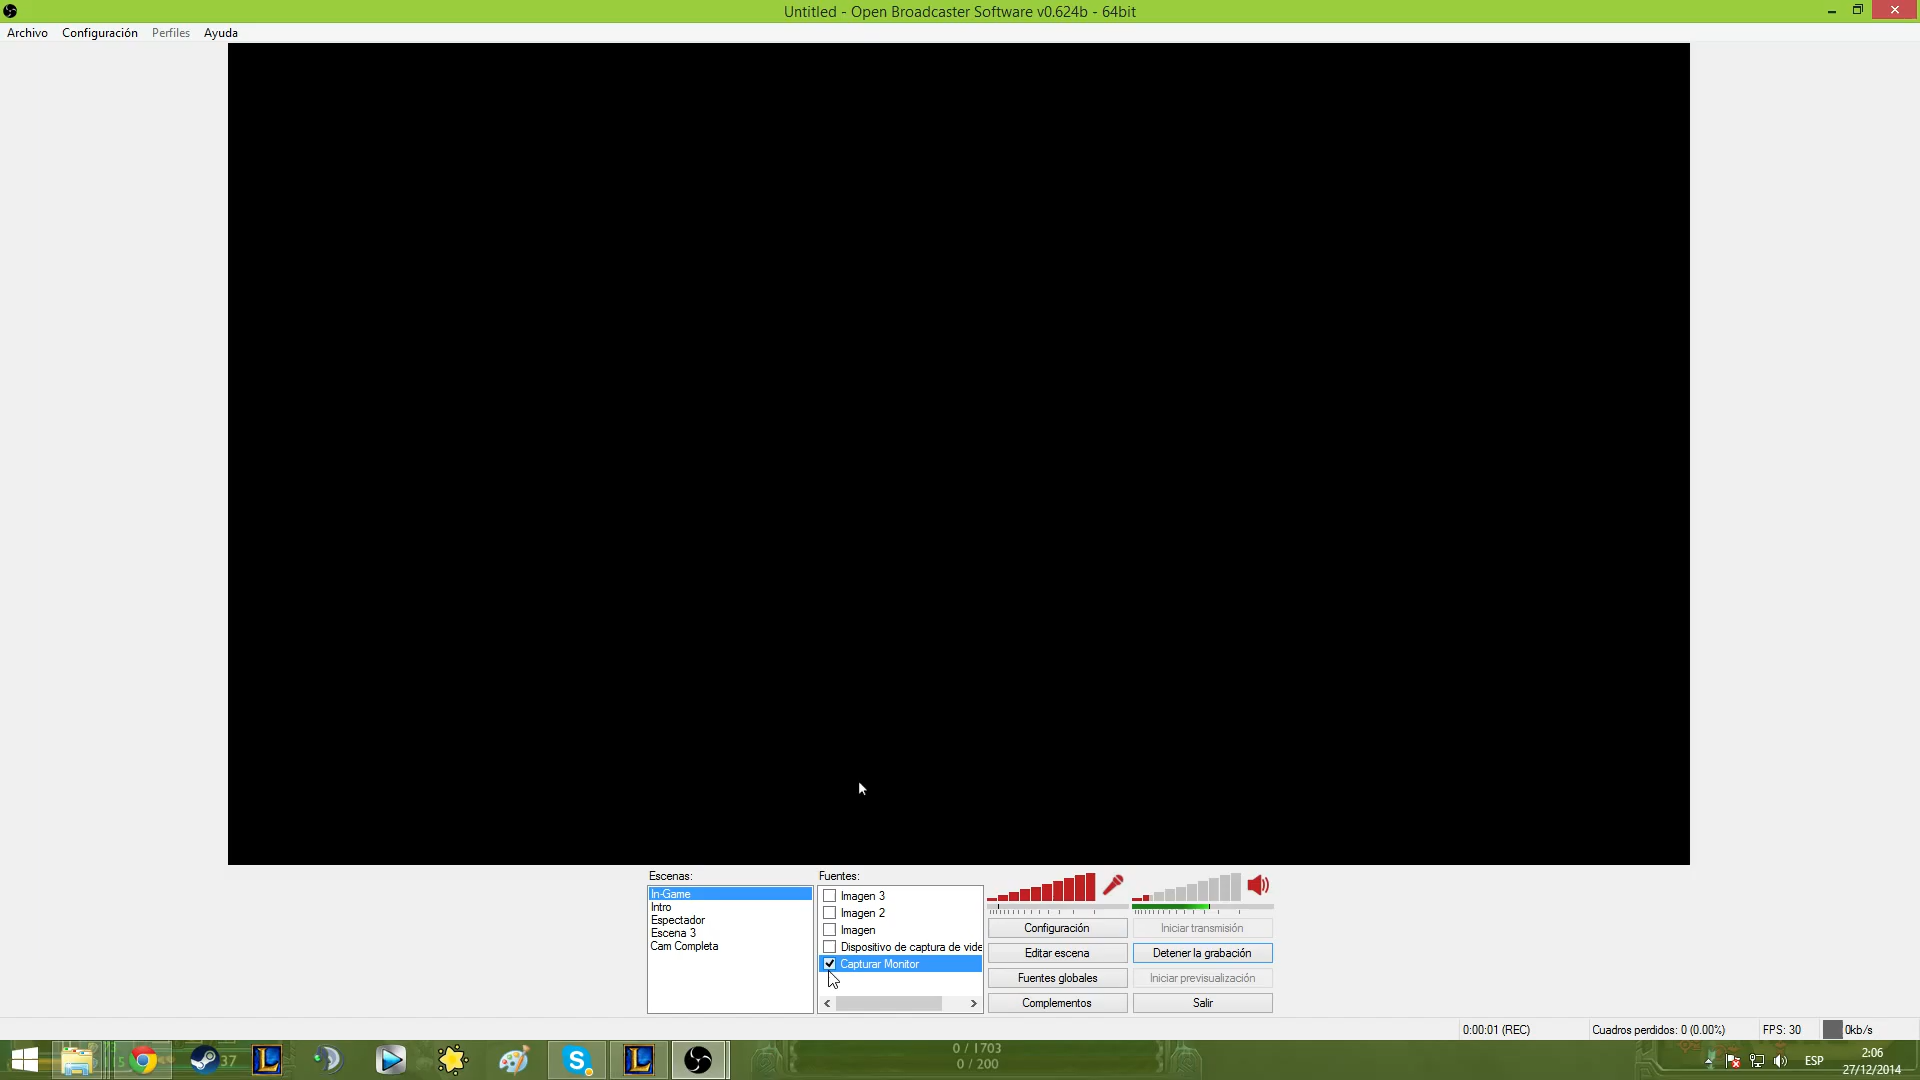 Untitled - Open Broadcaster Software v0.624b - 64bit
Archivo Configuración Perfiles Ayuda
Escenas:
In-Game
Intro
Espectador
Escena 3
Cam Completa
Fuentes:
Imagen 3
Imagen 2
Imagen
Dispositivo de captura de vide
Capturar Monitor
Configuración
Editar escena
Fuentes globales
Complementos
Iniciar transmisión
Detener la grabación
Iniciar previsualización
Salir
0:00:01 (REC) Cuadros perdidos: 0 (0.00%) FPS: 30 0kb/s
37
0 / 1703
0 / 200
ESP
2:06
27/12/2014